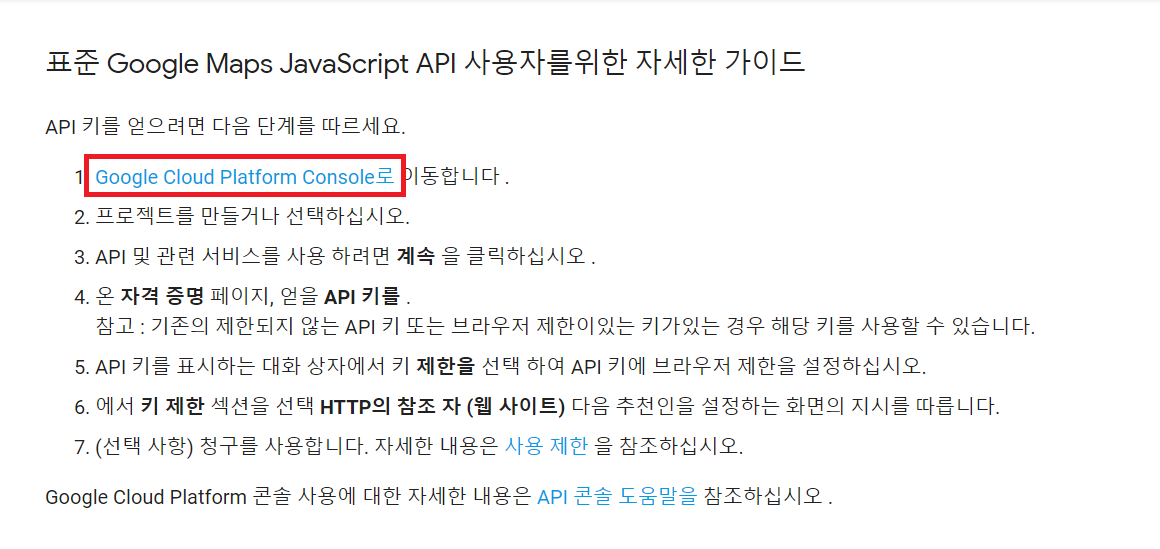 표준 Google Maps JavaScript API 사용자를위한 자세한 가이드
API 키를 얻으려면 다음 단계를 따르세요.
1 Google Cloud Platform Console로 이동합니다 .
2. 프로젝트를 만들거나 선택하십시오.
3. API 및 관련 서비스를 사용 하려면 계속 을 클릭하십시오 .
4. 온 자격 증명 페이지, 얻을 API 키를 .
참고 : 기존의 제한되지 않는 API 키 또는 브라우저 제한이있는 키가있는 경우 해당 키를 사용할 수 있습니다.
5. API 키를 표시하는 대화 상자에서 키 제한을 선택 하여 API 키에 브라우저 제한을 설정하십시오.
6. 에서 키 제한 섹션을 선택 HTTP의 참조 자 (웹 사이트) 다음 추천인을 설정하는 화면의 지시를 따릅니다.
7. (선택 사항) 청구를 사용합니다. 자세한 내용은 사용 제한 을 참조하십시오.
Google Cloud Platform 콘솔 사용에 대한 자세한 내용은 API 콘솔 도움말을 참조하십시오 .